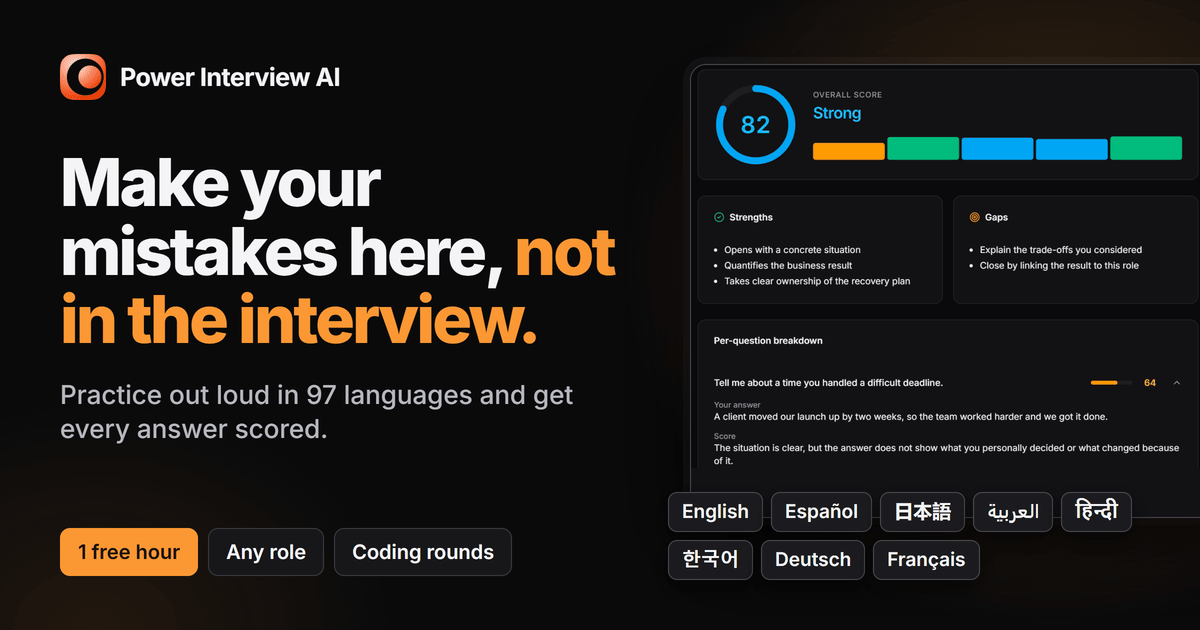 Power Interview AI
Make your
mistakes here, not
in the interview.
Practice out loud in 97 languages and get
every answer scored.
1 free hour
Any role
Coding rounds
82
OVERALL SCORE
Strong
Strengths
• Opens with a concrete situation
• Quantifies the business result
• Takes clear ownership of the recovery plan
Gaps
• Explain the trade-offs you considered
• Close by linking the result to this role
Per-question breakdown
Tell me about a time you handled a difficult deadline.
64
Your answer
A client moved our launch up by two weeks, so the team worked harder and we got it done.
Score
The situation is clear, but the answer does not show what you personally decided or what changed because
of it.
English
Español
日本語
العربية
हिन्दी
한국어
Deutsch
Français